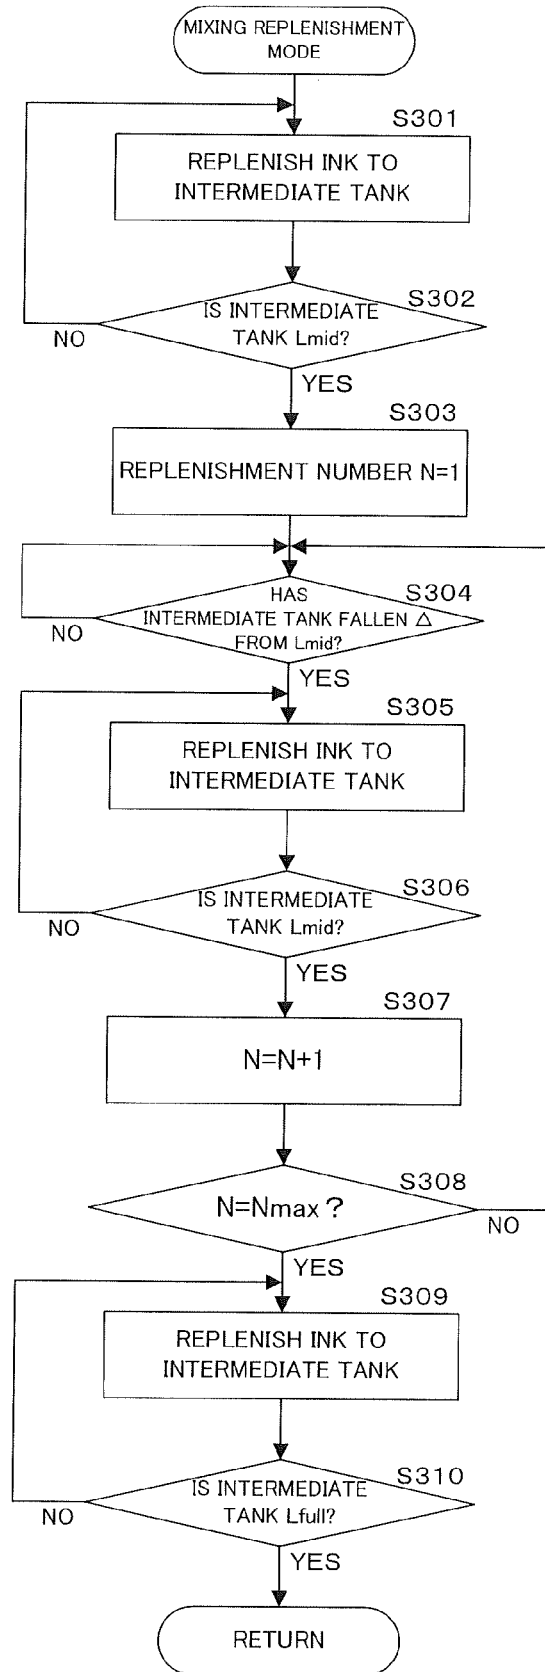 MIXING REPLENISHMENT
MODE
S301
REPLENISH INK TO
INTERMEDIATE TANK
S302
IS INTERMEDIATE
TANK Lmid?
NO
YES
S303
REPLENISHMENT NUMBER N=1
S304
HAS
INTERMEDIATE TANK FALLEN △
FROM Lmid?
NO
YES
S305
REPLENISH INK TO
INTERMEDIATE TANK
S306
IS INTERMEDIATE
TANK Lmid?
NO
YES
S307
N=N+1
S308
N=Nmax ?
NO
YES
S309
REPLENISH INK TO
INTERMEDIATE TANK
S310
IS INTERMEDIATE
TANK Lfull?
NO
YES
RETURN